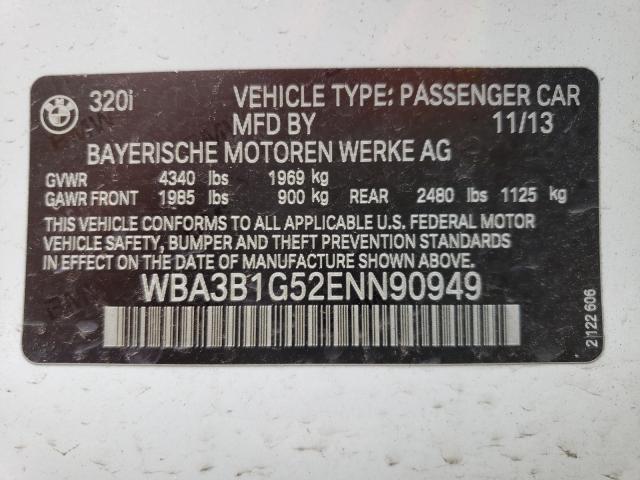 320i VEHICLE TYPE: PASSENGER CAR
MFD BY 11/13
BAYERISCHE MOTOREN WERKE AG
GVWR 4340 lbs 1969 kg
GAWR FRONT 1985 lbs 900 kg REAR 2480 lbs 1125 kg
THIS VEHICLE CONFORMS TO ALL APPLICABLE U.S. FEDERAL MOTOR
VEHICLE SAFETY, BUMPER AND THEFT PREVENTION STANDARDS
IN EFFECT ON THE DATE OF MANUFACTURE SHOWN ABOVE.
WBA3B1G52ENN90949
2 122 606